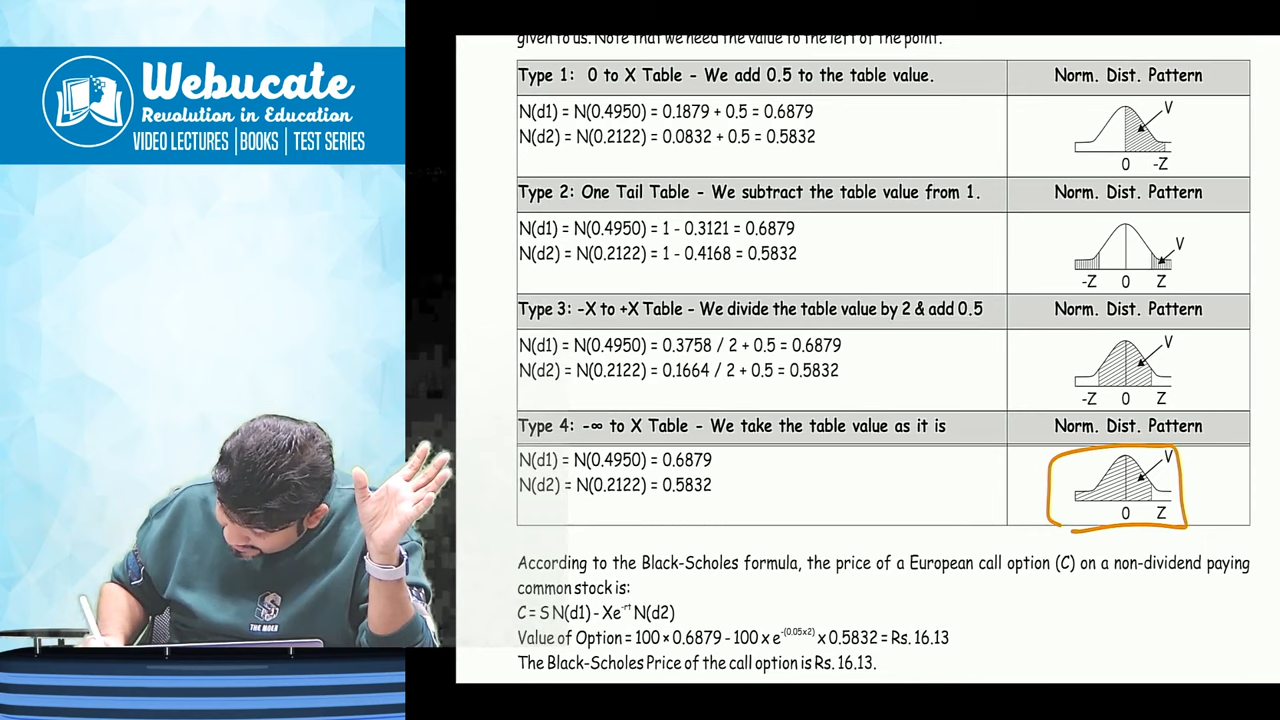 Webucate
Revolution in Education
VIDEO LECTURES | BOOKS | TEST SERIES
given to us. Note that we need the value to the left of the point.
Type 1: 0 to X Table - We add 0.5 to the table value. Norm. Dist. Pattern
N(d1) = N(0.4950) = 0.1879 + 0.5 = 0.6879
N(d2) = N(0.2122) = 0.0832 + 0.5 = 0.5832
V
0 -Z
Type 2: One Tail Table - We subtract the table value from 1. Norm. Dist. Pattern
N(d1) = N(0.4950) = 1 - 0.3121 = 0.6879
N(d2) = N(0.2122) = 1 - 0.4168 = 0.5832
V
-Z 0 Z
Type 3: -X to +X Table - We divide the table value by 2 & add 0.5 Norm. Dist. Pattern
N(d1) = N(0.4950) = 0.3758 / 2 + 0.5 = 0.6879
N(d2) = N(0.2122) = 0.1664 / 2 + 0.5 = 0.5832
V
-Z 0 Z
Type 4: -∞ to X Table - We take the table value as it is Norm. Dist. Pattern
N(d1) = N(0.4950) = 0.6879
N(d2) = N(0.2122) = 0.5832
V
0 Z
According to the Black-Scholes formula, the price of a European call option (C) on a non-dividend paying
common stock is:
C = S N(d1) - Xe^-rt N(d2)
Value of Option = 100 × 0.6879 - 100 x e^-(0.05x2) x 0.5832 = Rs. 16.13
The Black-Scholes Price of the call option is Rs. 16.13.